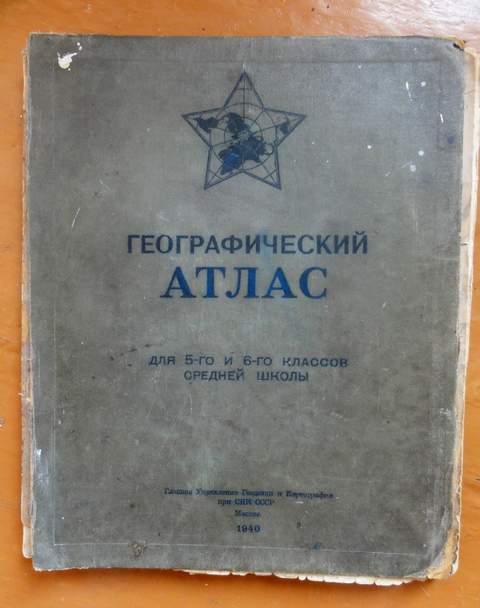 ГЕОГРАФИЧЕСКИЙ
АТЛАС
ДЛЯ 5-ГО И 6-ГО КЛАССОВ
СРЕДНЕЙ ШКОЛЫ
Главное Управление Геодезии и Картографии
при СНК СССР
Москва.
1940